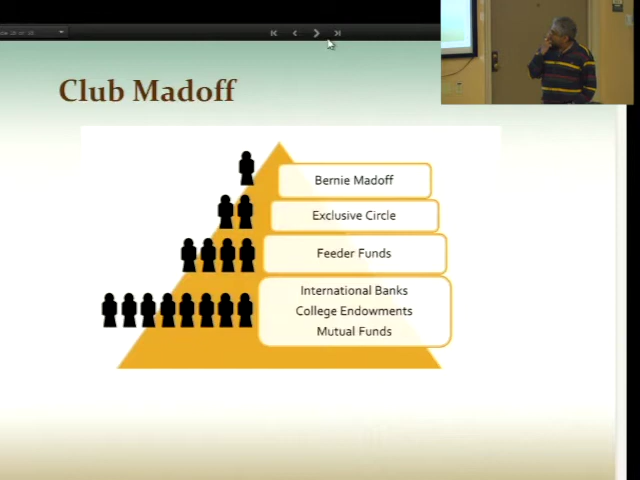 Club Madoff
Bernie Madoff
Exclusive Circle
Feeder Funds
International Banks
College Endowments
Mutual Funds